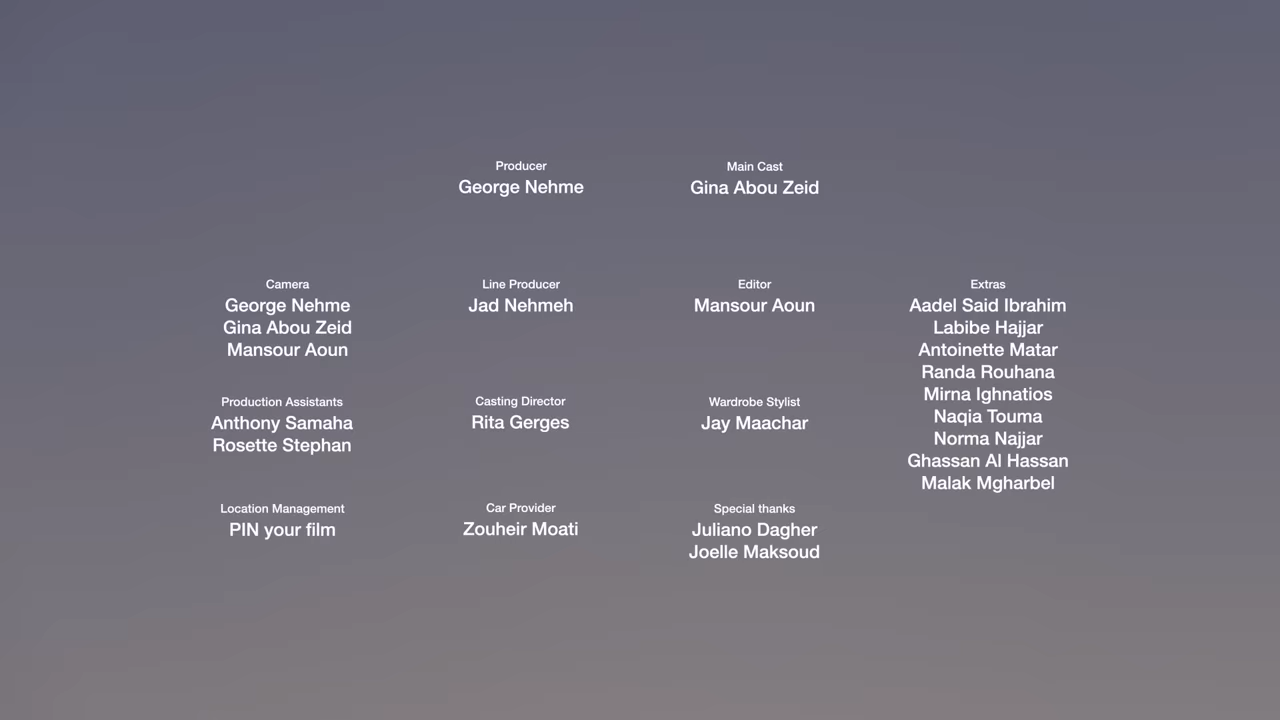 Producer
George Nehme
Main Cast
Gina Abou Zeid
Camera
George Nehme
Gina Abou Zeid
Mansour Aoun
Line Producer
Jad Nehmeh
Editor
Mansour Aoun
Extras
Aadel Said Ibrahim
Labibe Hajjar
Antoinette Matar
Randa Rouhana
Mirna Ighnatios
Naqia Touma
Norma Najjar
Ghassan Al Hassan
Malak Mgharbel
Production Assistants
Anthony Samaha
Rosette Stephan
Casting Director
Rita Gerges
Wardrobe Stylist
Jay Maachar
Location Management
PIN your film
Car Provider
Zouheir Moati
Special thanks
Juliano Dagher
Joelle Maksoud